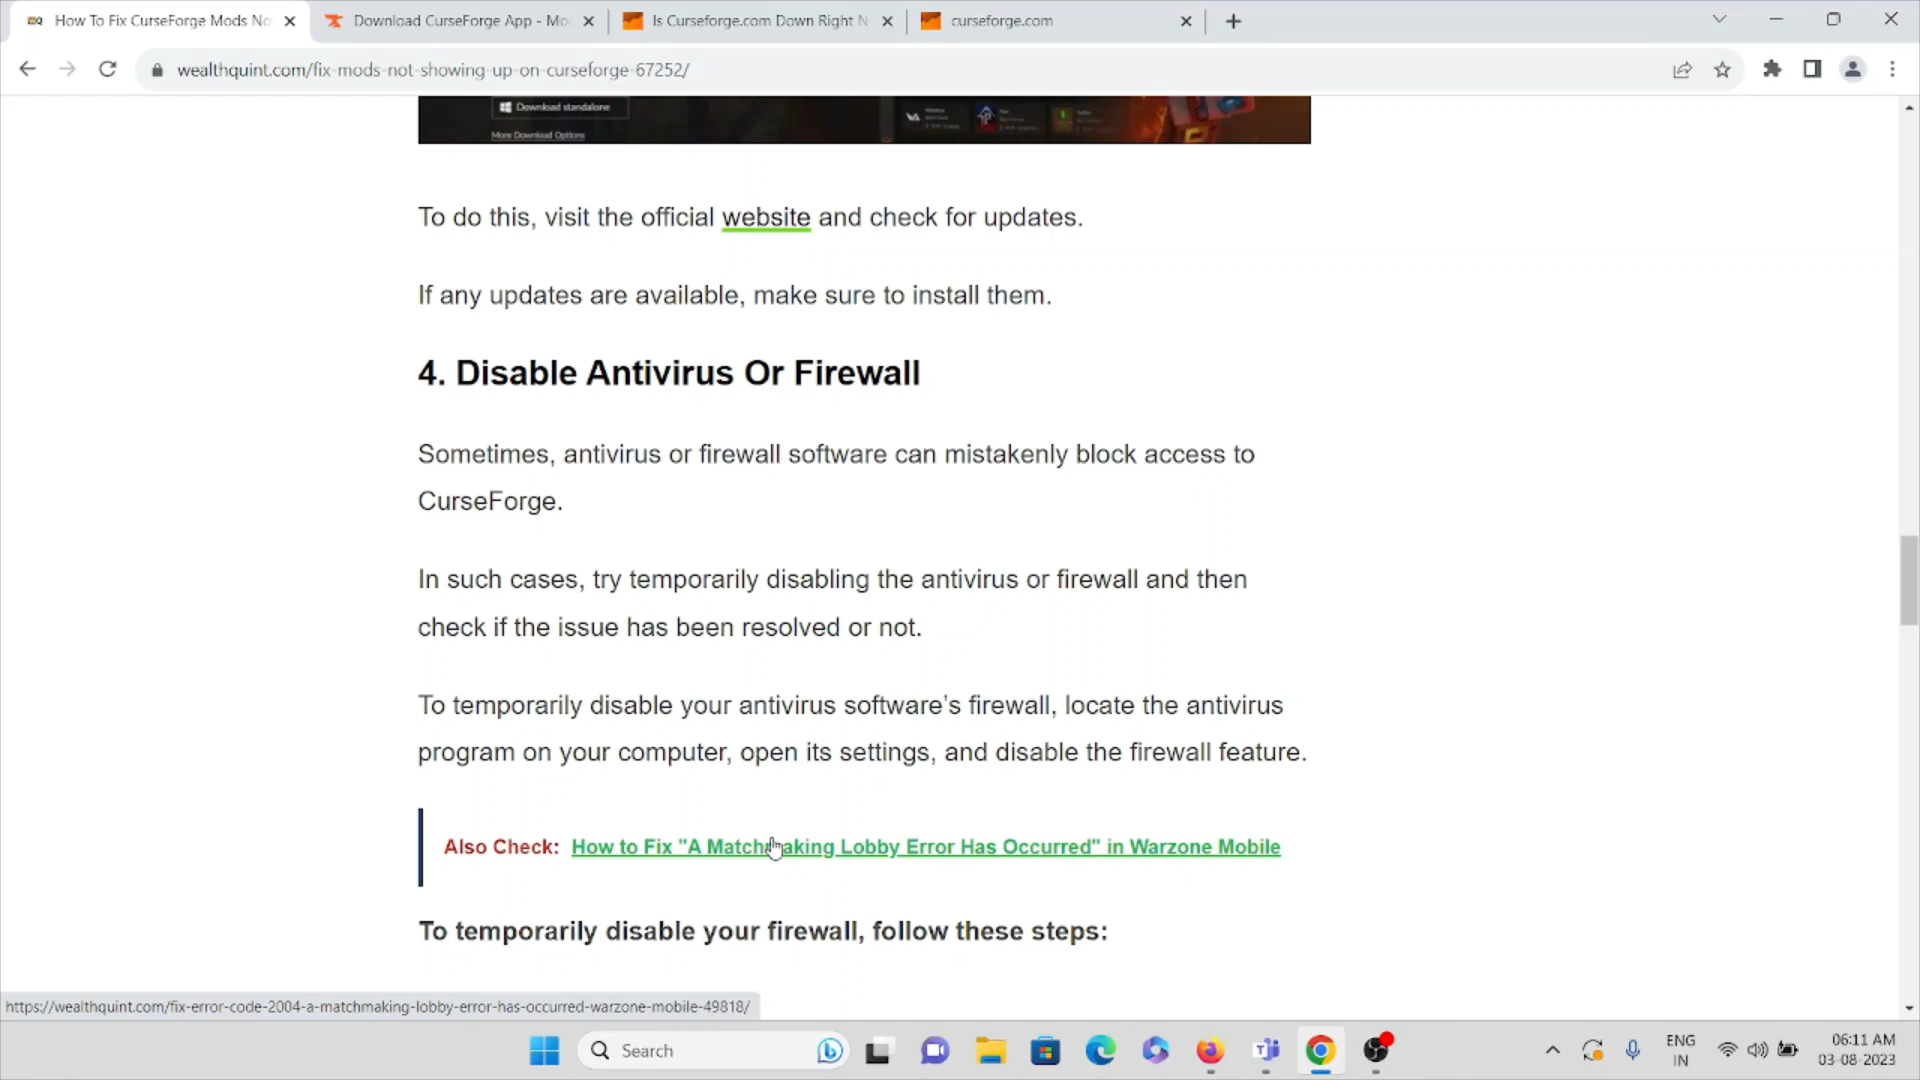 How To Fix CurseForge Mods No
Download CurseForge App - Mo
Is Curseforge.com Down Right N
curseforge.com
wealthquint.com/fix-mods-not-showing-up-on-curseforge-67252/
Download standalone
More Download Options
To do this, visit the official website and check for updates.
If any updates are available, make sure to install them.
4. Disable Antivirus Or Firewall
Sometimes, antivirus or firewall software can mistakenly block access to
CurseForge.
In such cases, try temporarily disabling the antivirus or firewall and then
check if the issue has been resolved or not.
To temporarily disable your antivirus software’s firewall, locate the antivirus
program on your computer, open its settings, and disable the firewall feature.
Also Check: How to Fix "A Matchmaking Lobby Error Has Occurred" in Warzone Mobile
To temporarily disable your firewall, follow these steps:
https://wealthquint.com/fix-error-code-2004-a-matchmaking-lobby-error-has-occurred-warzone-mobile-49818/
Search
ENG
IN
06:11 AM
03-08-2023